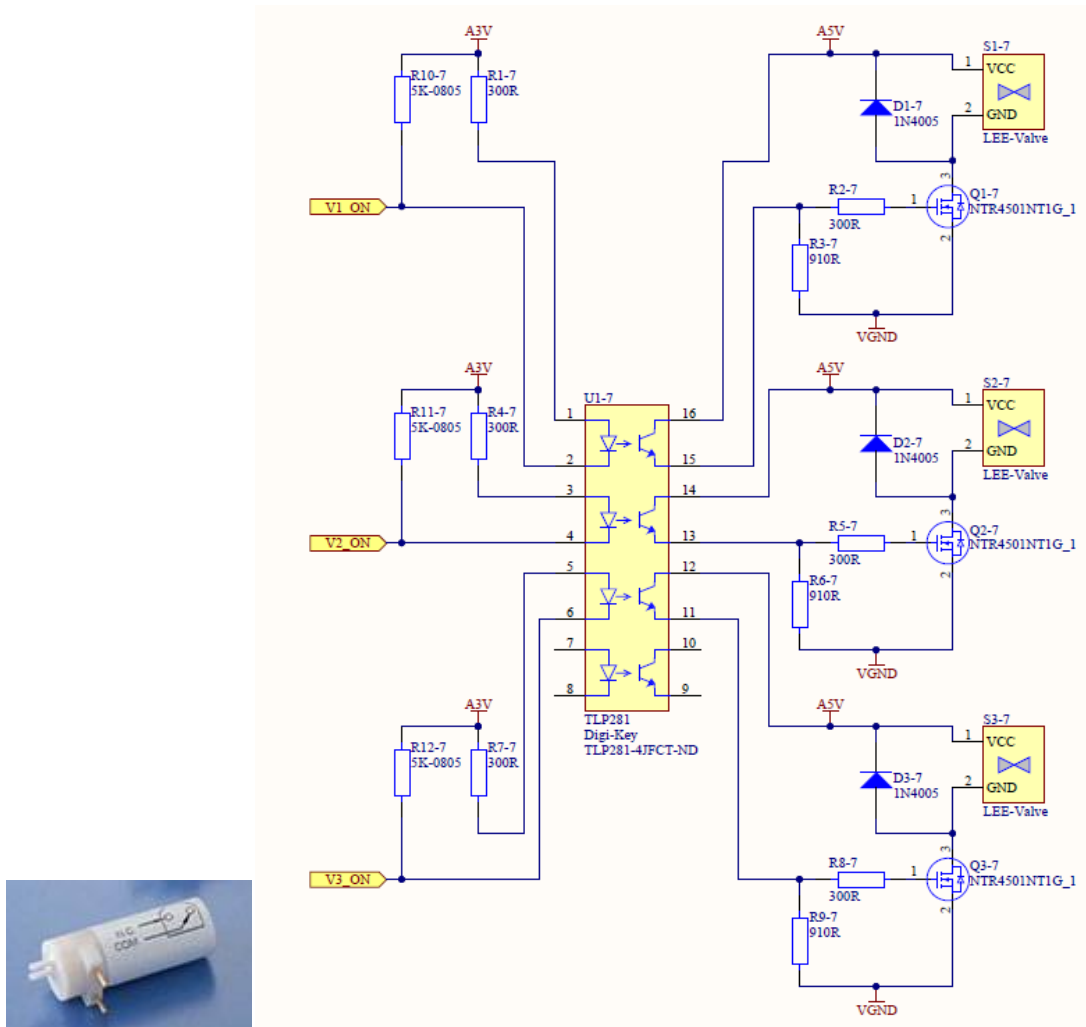 A3V
A5V
S1-7
R10-7
5K-0805
R1-7
300R
1
VCC
D1-7
1N4005
2
GND
LEE-Valve
V1_ON
R2-7
300R
1
3
Q1-7
NTR4501NT1G_1
2
R3-7
910R
VGND
A3V
A5V
S2-7
R11-7
5K-0805
R4-7
300R
U1-7
1
VCC
D2-7
1N4005
2
GND
LEE-Valve
1
16
2
15
3
14
4
13
5
12
6
11
7
10
8
9
TLP281
Digi-Key
TLP281-4JFCT-ND
V2_ON
R5-7
300R
1
3
Q2-7
NTR4501NT1G_1
2
R6-7
910R
VGND
A3V
A5V
S3-7
R12-7
5K-0805
R7-7
300R
1
VCC
D3-7
1N4005
2
GND
LEE-Valve
V3_ON
R8-7
300R
1
3
Q3-7
NTR4501NT1G_1
2
R9-7
910R
VGND
COM